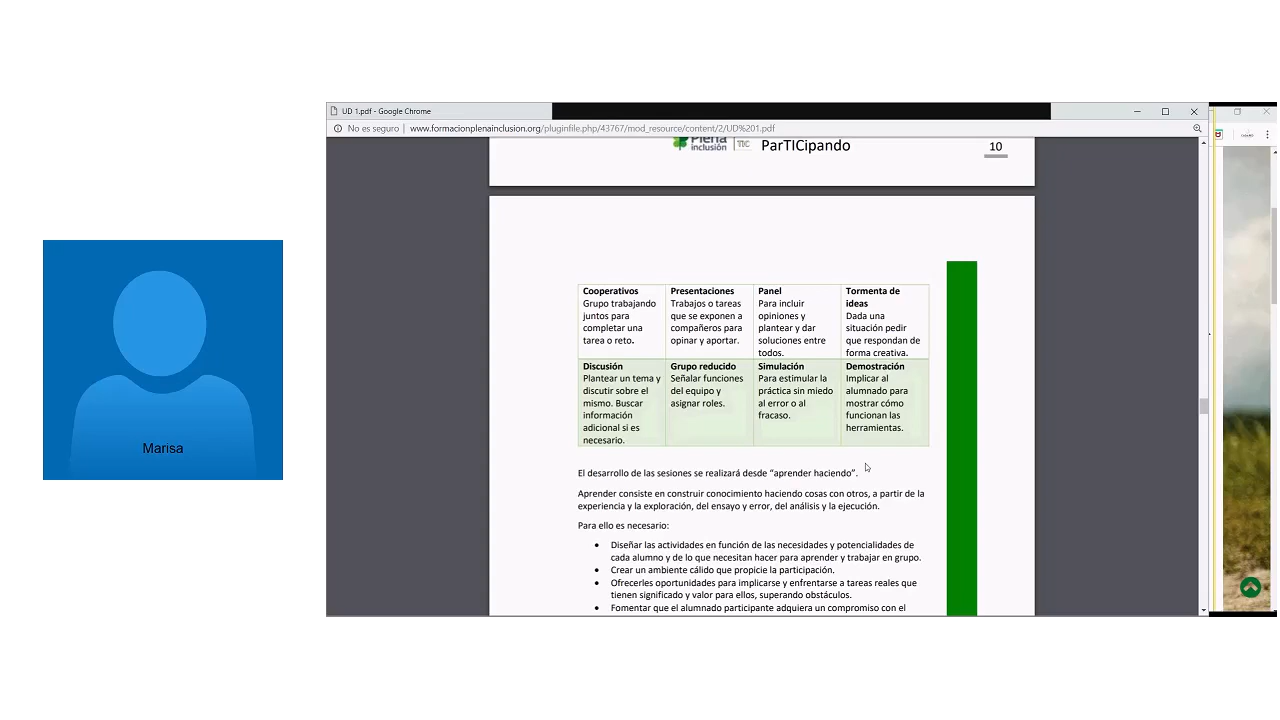 UD 1.pdf - Google Chrome
No es seguro | www.formacionplenainclusion.org/pluginfile.php/43767/mod_resource/content/2/UD%201.pdf
Plena
inclusión
TIC
ParTICipando
10
Cooperativos
Grupo trabajando
juntos para
completar una
tarea o reto.
Presentaciones
Trabajos o tareas
que se exponen a
compañeros para
opinar y aportar.
Panel
Para incluir
opiniones y
plantear y dar
soluciones entre
todos.
Tormenta de
ideas
Dada una
situación pedir
que respondan de
forma creativa.
Discusión
Plantear un tema y
discutir sobre el
mismo. Buscar
información
adicional si es
necesario.
Grupo reducido
Señalar funciones
del equipo y
asignar roles.
Simulación
Para estimular la
práctica sin miedo
al error o al
fracaso.
Demostración
Implicar al
alumnado para
mostrar cómo
funcionan las
herramientas.
El desarrollo de las sesiones se realizará desde “aprender haciendo”.
Aprender consiste en construir conocimiento haciendo cosas con otros, a partir de la
experiencia y la exploración, del ensayo y error, del análisis y la ejecución.
Para ello es necesario:
• Diseñar las actividades en función de las necesidades y potencialidades de
cada alumno y de lo que necesitan hacer para aprender y trabajar en grupo.
• Crear un ambiente cálido que propicie la participación.
• Ofrecerles oportunidades para implicarse y enfrentarse a tareas reales que
tienen significado y valor para ellos, superando obstáculos.
• Fomentar que el alumnado participante adquiera un compromiso con el
Marisa